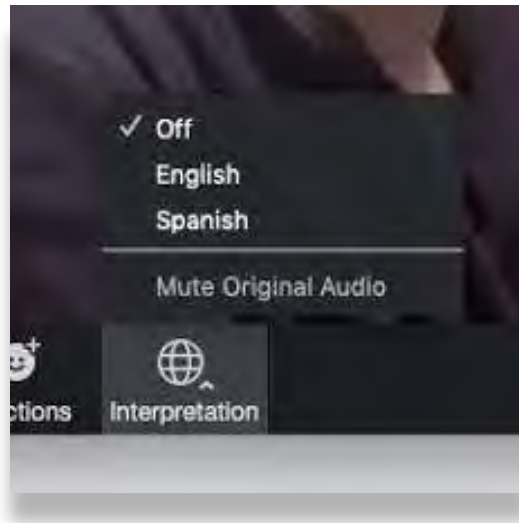 Off
English
Spanish
Mute Original Audio
ctions
Interpretation